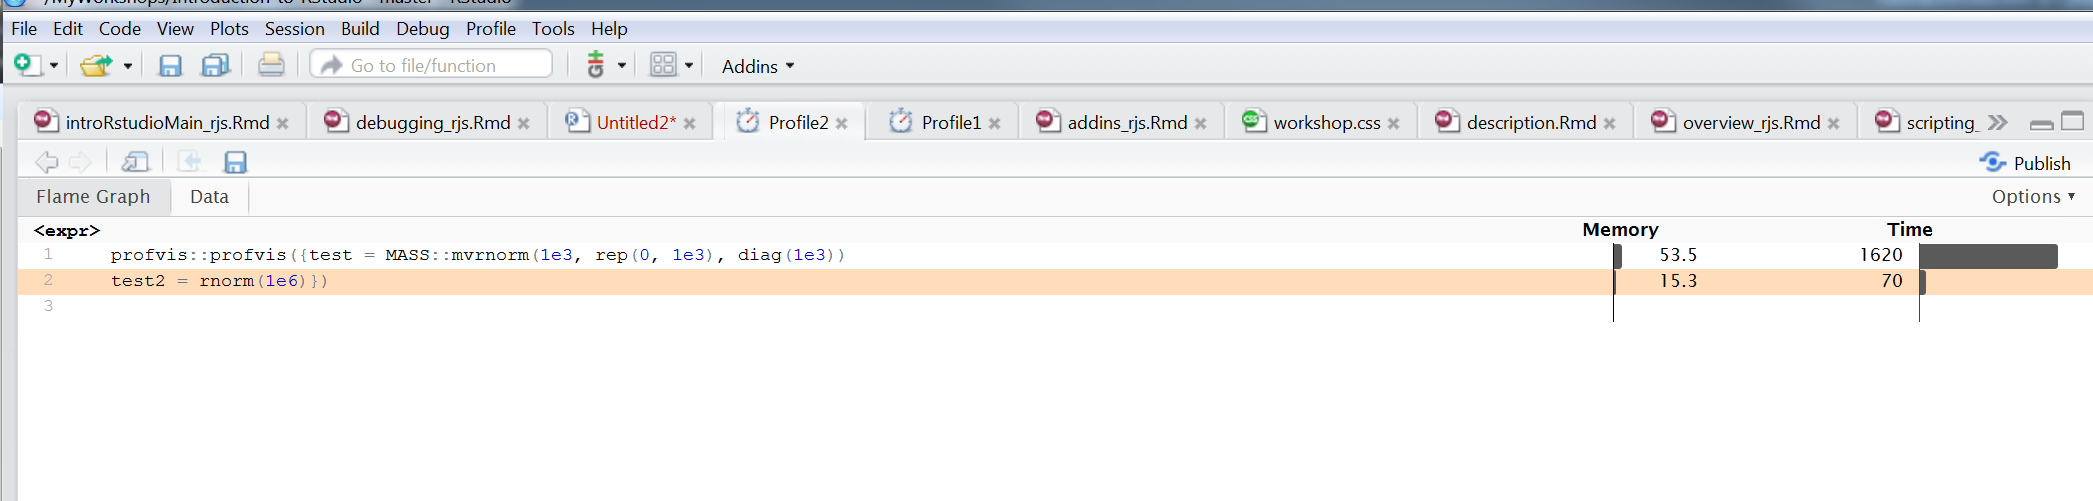 /MyWorkshops/Introduction-to-RStudio - master - RStudio
File Edit Code View Plots Session Build Debug Profile Tools Help
Go to file/function Addins
introRstudioMain_rjs.Rmd debugging_rjs.Rmd Untitled2* Profile2 Profile1 addins_rjs.Rmd workshop.css description.Rmd overview_rjs.Rmd scripting_
Publish
Flame Graph Data Options
<expr> Memory Time
1 profvis::profvis({test = MASS::mvrnorm(1e3, rep(0, 1e3), diag(1e3)) 53.5 1620
2 test2 = rnorm(1e6)}) 15.3 70
3